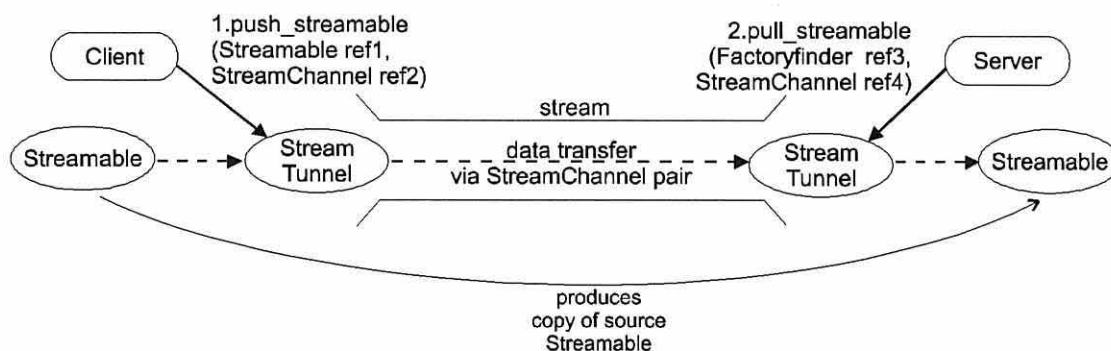 1.push_streamable
(Streamable ref1,
StreamChannel ref2)
2.pull_streamable
(Factoryfinder ref3,
StreamChannel ref4)
Client
Server
stream
Streamable
Stream
Tunnel
data transfer
via StreamChannel pair
Stream
Tunnel
Streamable
produces
copy of source
Streamable